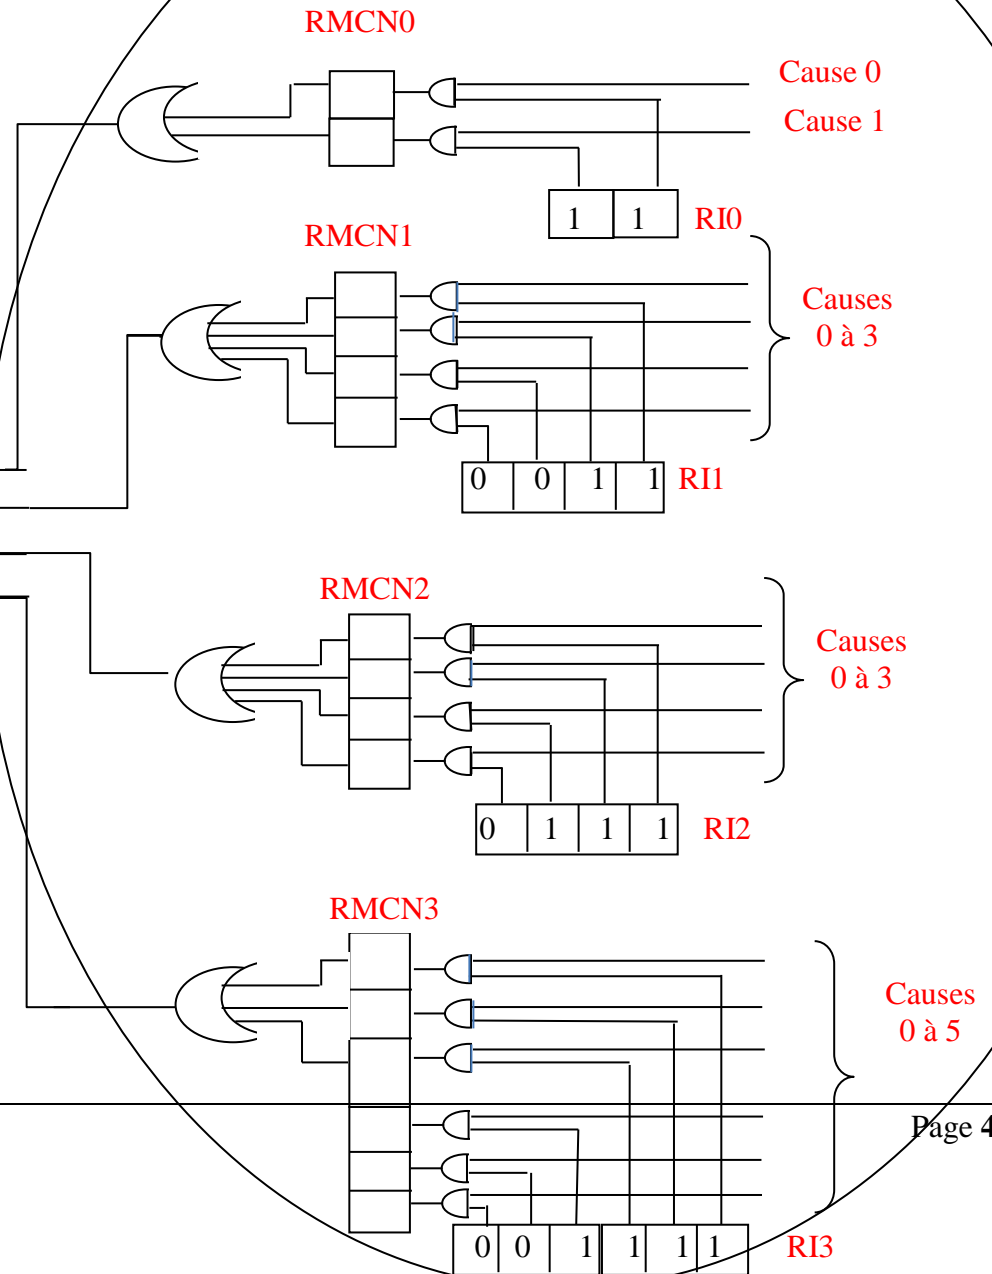 RMCN0
Cause 0
Cause 1
1 1 RI0
RMCN1
Causes
0 à 3
0 0 1 1 RI1
RMCN2
Causes
0 à 3
0 1 1 1 RI2
RMCN3
Causes
0 à 5
Page 4
0 0 1 1 1 1 RI3